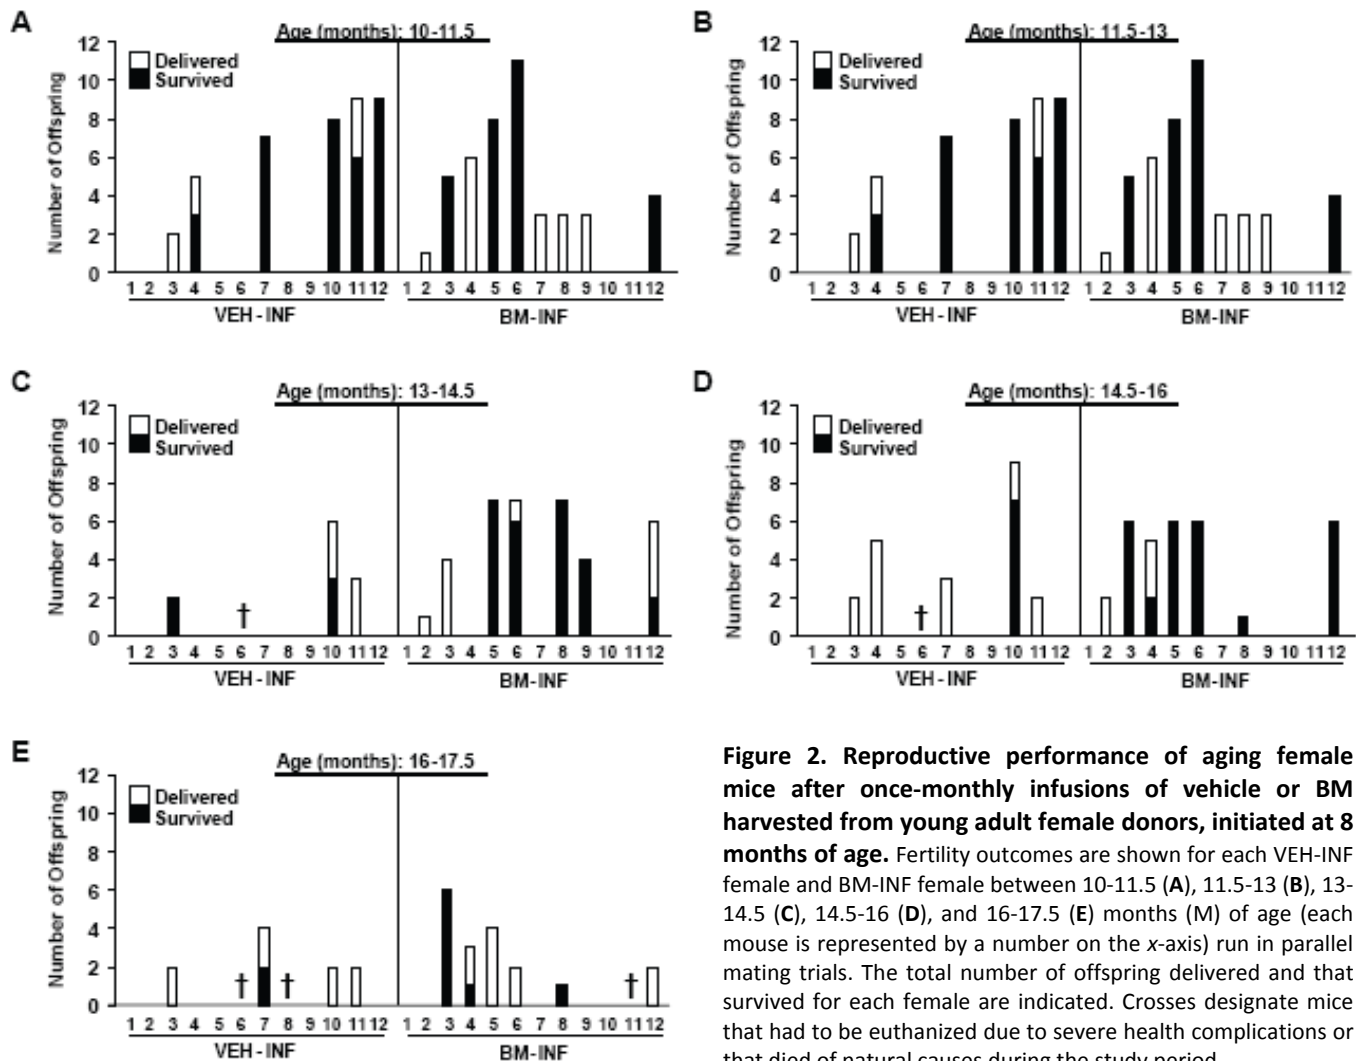 A
Age (months): 10-11.5
12
10
8
6
4
2
0
Number of Offspring
Delivered
Survived
1 2 3 4 5 6 7 8 9 10 11 12 1 2 3 4 5 6 7 8 9 10 11 12
VEH-INF BM-INF
B
Age (months): 11.5-13
12
10
8
6
4
2
0
Number of Offspring
Delivered
Survived
1 2 3 4 5 6 7 8 9 10 11 12 1 2 3 4 5 6 7 8 9 10 11 12
VEH-INF BM-INF
C
Age (months): 13-14.5
12
10
8
6
4
2
0
Number of Offspring
Delivered
Survived
†
1 2 3 4 5 6 7 8 9 10 11 12 1 2 3 4 5 6 7 8 9 10 11 12
VEH-INF BM-INF
D
Age (months): 14.5-16
12
10
8
6
4
2
0
Number of Offspring
Delivered
Survived
†
1 2 3 4 5 6 7 8 9 10 11 12 1 2 3 4 5 6 7 8 9 10 11 12
VEH-INF BM-INF
E
Age (months): 16-17.5
12
10
8
6
4
2
0
Number of Offspring
Delivered
Survived
† † †
1 2 3 4 5 6 7 8 9 10 11 12 1 2 3 4 5 6 7 8 9 10 11 12
VEH-INF BM-INF
Figure 2. Reproductive performance of aging female
mice after once-monthly infusions of vehicle or BM
harvested from young adult female donors, initiated at 8
months of age. Fertility outcomes are shown for each VEH-INF
female and BM-INF female between 10-11.5 (A), 11.5-13 (B), 13-
14.5 (C), 14.5-16 (D), and 16-17.5 (E) months (M) of age (each
mouse is represented by a number on the x-axis) run in parallel
mating trials. The total number of offspring delivered and that
survived for each female are indicated. Crosses designate mice
that had to be euthanized due to severe health complications or
that died of natural causes during the study period